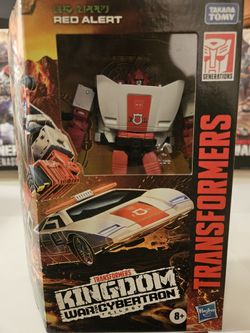 RED ALERT
TAKARA
TOMY
GENERATIONS
TRANSFORMERS
TRANSFORMERS
KINGDOM
WAR FOR CYBERTRON
TRILOGY
8+
Hasbro